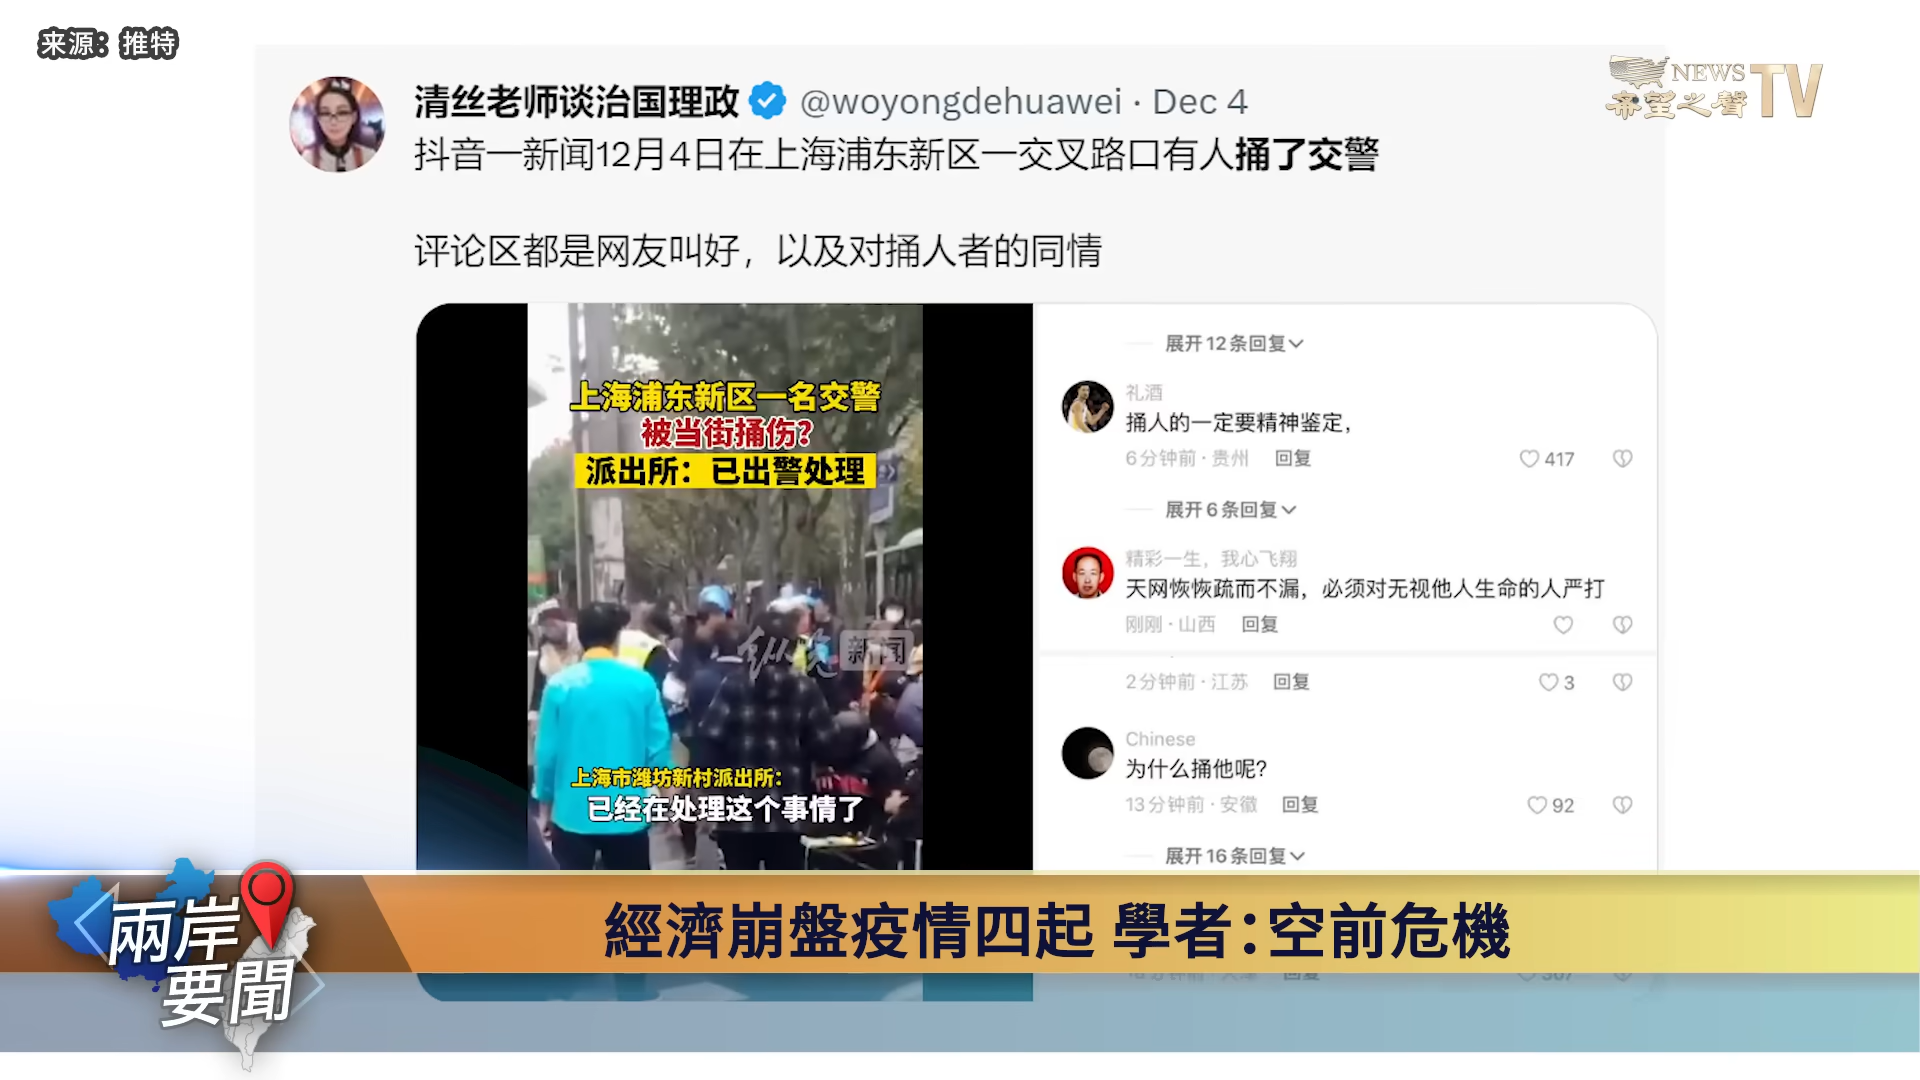 来源：推特
NEWS
希望之聲TV
清丝老师谈治国理政 @woyongdehuawei · Dec 4
抖音一新闻12月4日在上海浦东新区一交叉路口有人捅了交警
评论区都是网友叫好，以及对捅人者的同情
上海浦东新区一名交警
被当街捅伤？
派出所：已出警处理
纵览新闻
上海市潍坊新村派出所：
已经在处理这个事情了
展开12条回复
礼酒
捅人的一定要精神鉴定，
6分钟前·贵州 回复 417
展开6条回复
精彩一生，我心飞翔
天网恢恢疏而不漏，必须对无视他人生命的人严打
刚刚·山西 回复
2分钟前·江苏 回复 3
Chinese
为什么捅他呢？
13分钟前·安徽 回复 92
展开16条回复
兩岸
要聞
經濟崩盤疫情四起 學者：空前危機